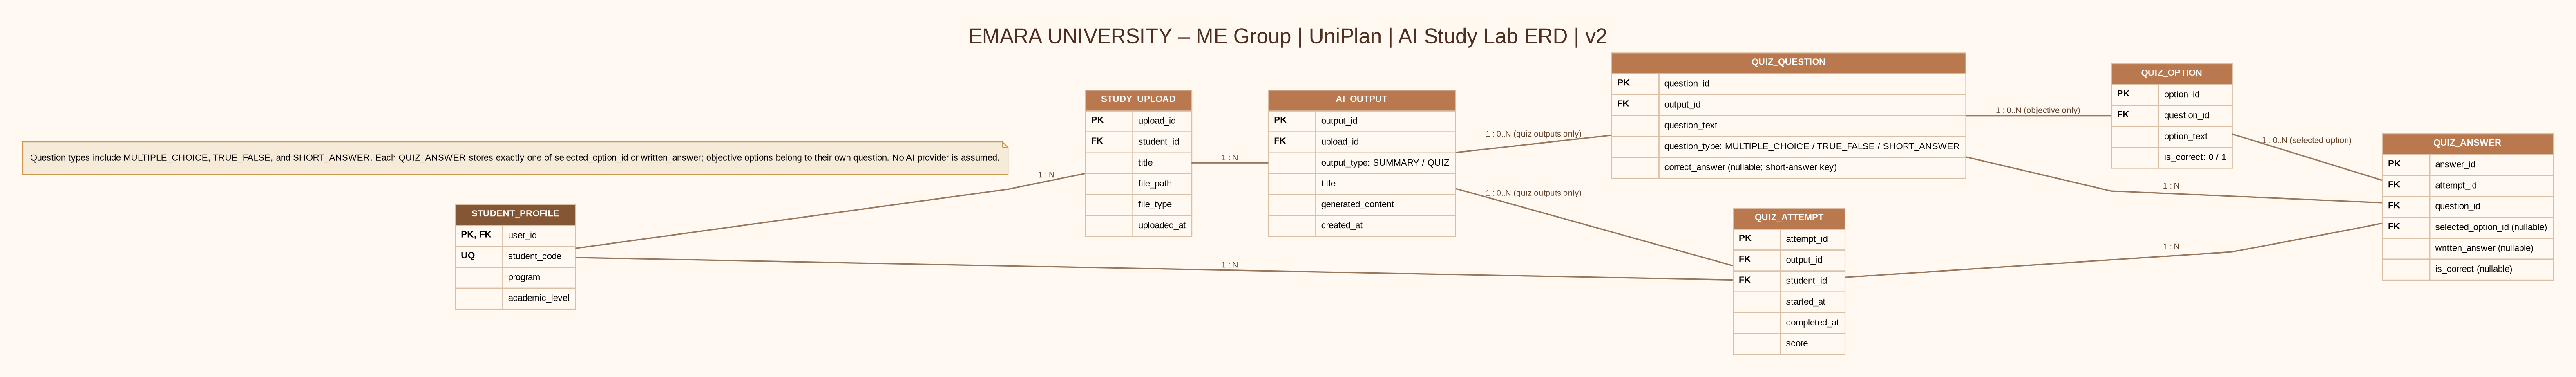 EMARA UNIVERSITY – ME Group | UniPlan | AI Study Lab ERD | v2
Question types include MULTIPLE_CHOICE, TRUE_FALSE, and SHORT_ANSWER. Each QUIZ_ANSWER stores exactly one of selected_option_id or written_answer; objective options belong to their own question. No AI provider is assumed.
STUDENT_PROFILE
PK, FK user_id
UQ student_code
program
academic_level
1 : N
1 : N
STUDY_UPLOAD
PK upload_id
FK student_id
title
file_path
file_type
uploaded_at
1 : N
AI_OUTPUT
PK output_id
FK upload_id
output_type: SUMMARY / QUIZ
title
generated_content
created_at
1 : 0..N (quiz outputs only)
1 : 0..N (quiz outputs only)
QUIZ_QUESTION
PK question_id
FK output_id
question_text
question_type: MULTIPLE_CHOICE / TRUE_FALSE / SHORT_ANSWER
correct_answer (nullable; short-answer key)
QUIZ_ATTEMPT
PK attempt_id
FK output_id
FK student_id
started_at
completed_at
score
1 : 0..N (objective only)
1 : N
1 : N
QUIZ_OPTION
PK option_id
FK question_id
option_text
is_correct: 0 / 1
1 : 0..N (selected option)
QUIZ_ANSWER
PK answer_id
FK attempt_id
FK question_id
FK selected_option_id (nullable)
written_answer (nullable)
is_correct (nullable)